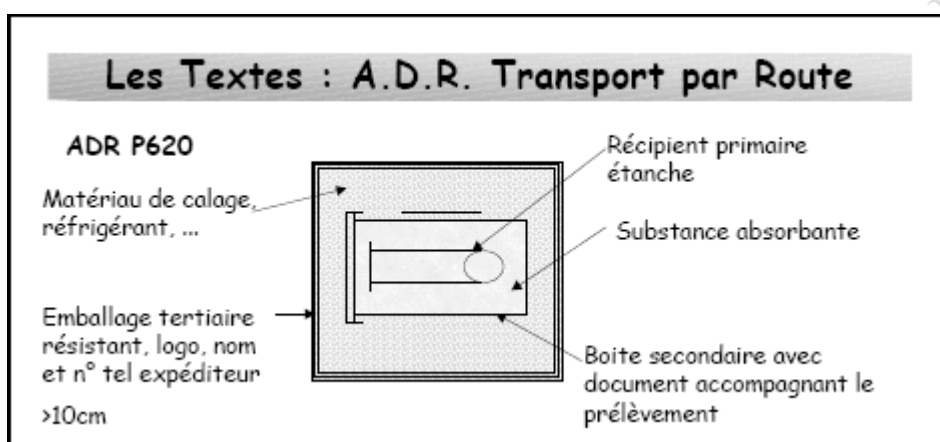 Les Textes : A.D.R. Transport par Route
ADR P620
Matériau de calage,
réfrigérant, ...
Emballage tertiaire
résistant, logo, nom
et n° tel expéditeur
>10cm
Récipient primaire
étanche
Substance absorbante
Boite secondaire avec
document accompagnant le
prélèvement